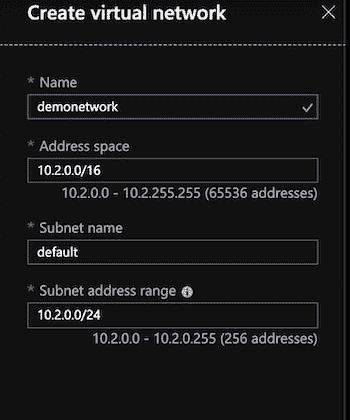 Create virtual network
* Name
demonetwork
* Address space
10.2.0.0/16
10.2.0.0 - 10.2.255.255 (65536 addresses)
* Subnet name
default
* Subnet address range
10.2.0.0/24
10.2.0.0 - 10.2.0.255 (256 addresses)